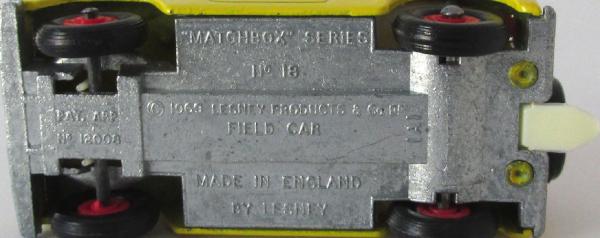 "MATCHBOX" SERIES
No 18
© 1969 LESNEY PRODUCTS & Co LTD
FIELD CAR
PAT. APP.
No 12008
MADE IN ENGLAND
BY LESNEY